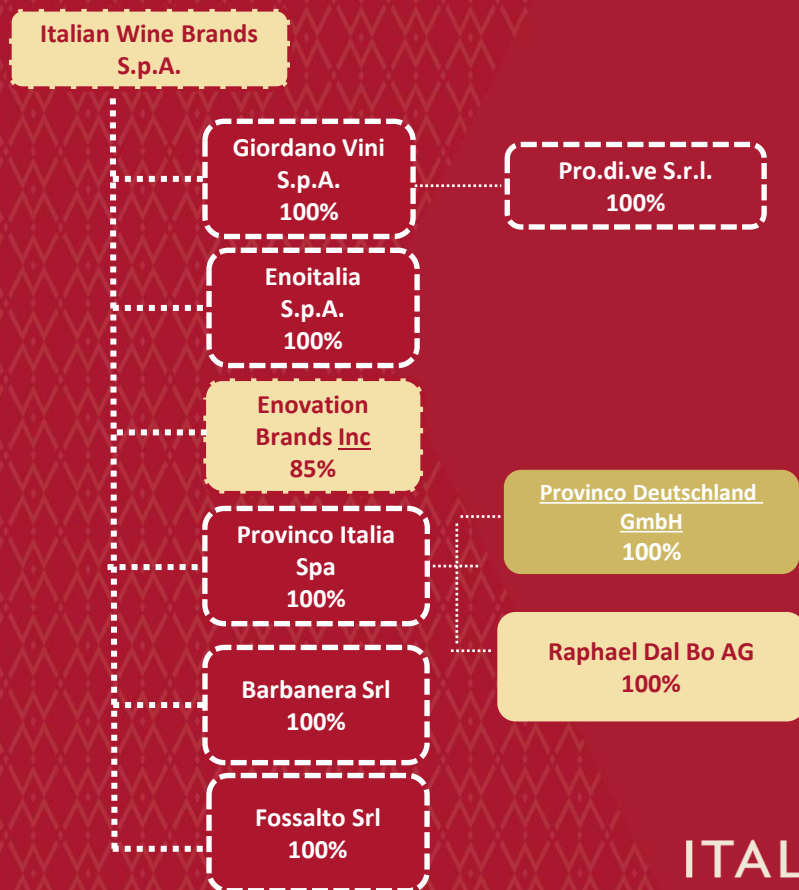 Italian Wine Brands
S.p.A.
Giordano Vini
S.p.A.
100%
Pro.di.ve S.r.l.
100%
Enoitalia
S.p.A.
100%
Enovation
Brands Inc
85%
Provinco Italia
Spa
100%
Provinco Deutschland
GmbH
100%
Raphael Dal Bo AG
100%
Barbanera Srl
100%
Fossalto Srl
100%
ITAL